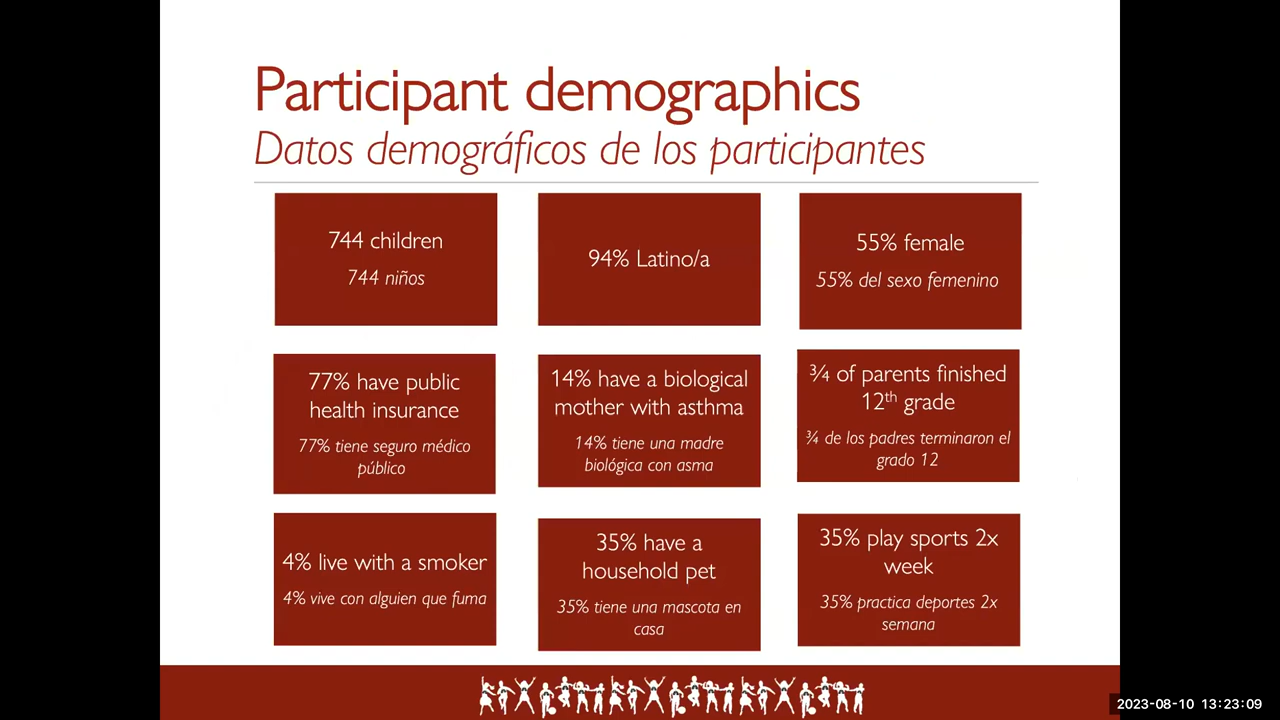 Participant demographics
Datos demográficos de los participantes
744 children
744 niños
94% Latino/a
55% female
55% del sexo femenino
77% have public
health insurance
77% tiene seguro médico
público
14% have a biological
mother with asthma
14% tiene una madre
biológica con asma
¾ of parents finished
12th grade
¾ de los padres terminaron el
grado 12
4% live with a smoker
4% vive con alguien que fuma
35% have a
household pet
35% tiene una mascota en
casa
35% play sports 2x
week
35% practica deportes 2x
semana
2023-08-10 13:23:09